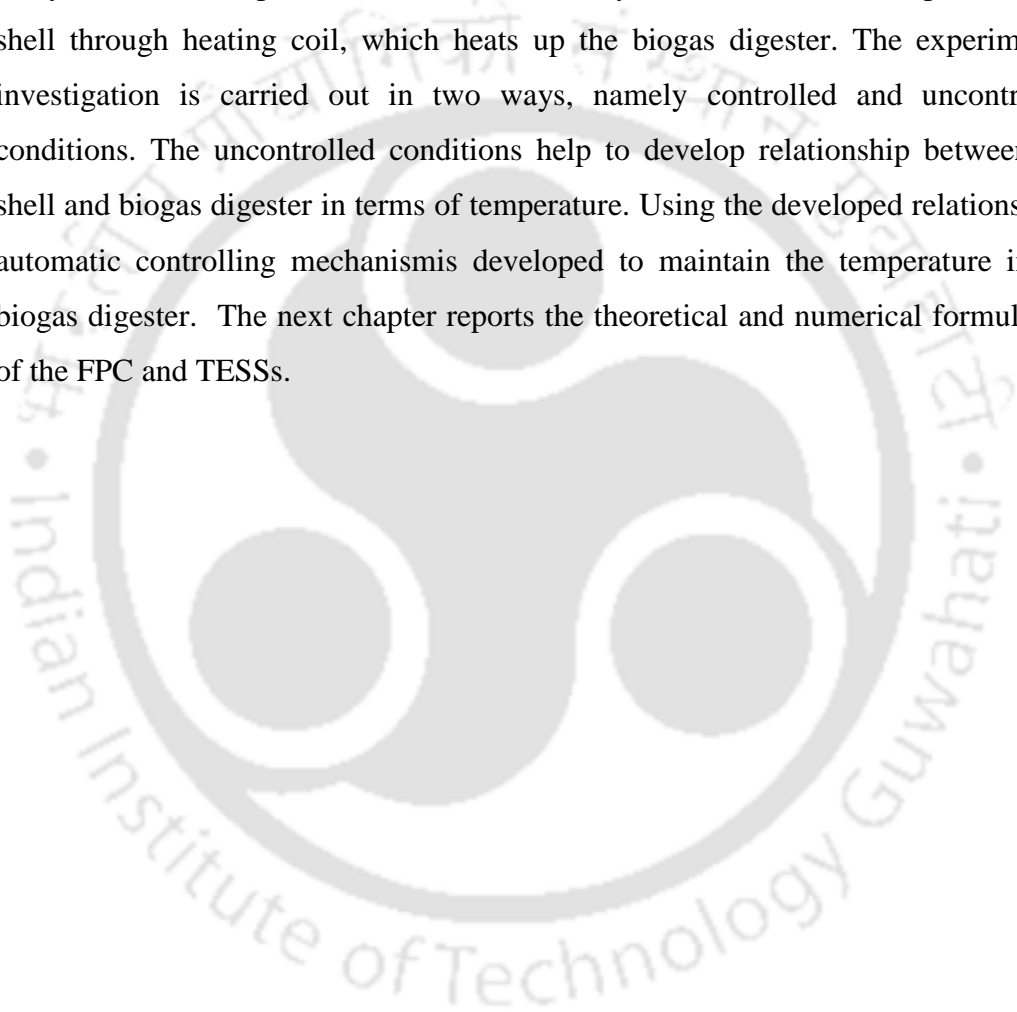 shell through heating coil, which heats up the biogas digester. The experim
investigation is carried out in two ways, namely controlled and uncontr
conditions. The uncontrolled conditions help to develop relationship between
shell and biogas digester in terms of temperature. Using the developed relations
automatic controlling mechanismis developed to maintain the temperature i
biogas digester. The next chapter reports the theoretical and numerical formul
of the FPC and TESSs.
Indian Institute of Technology Guwahati